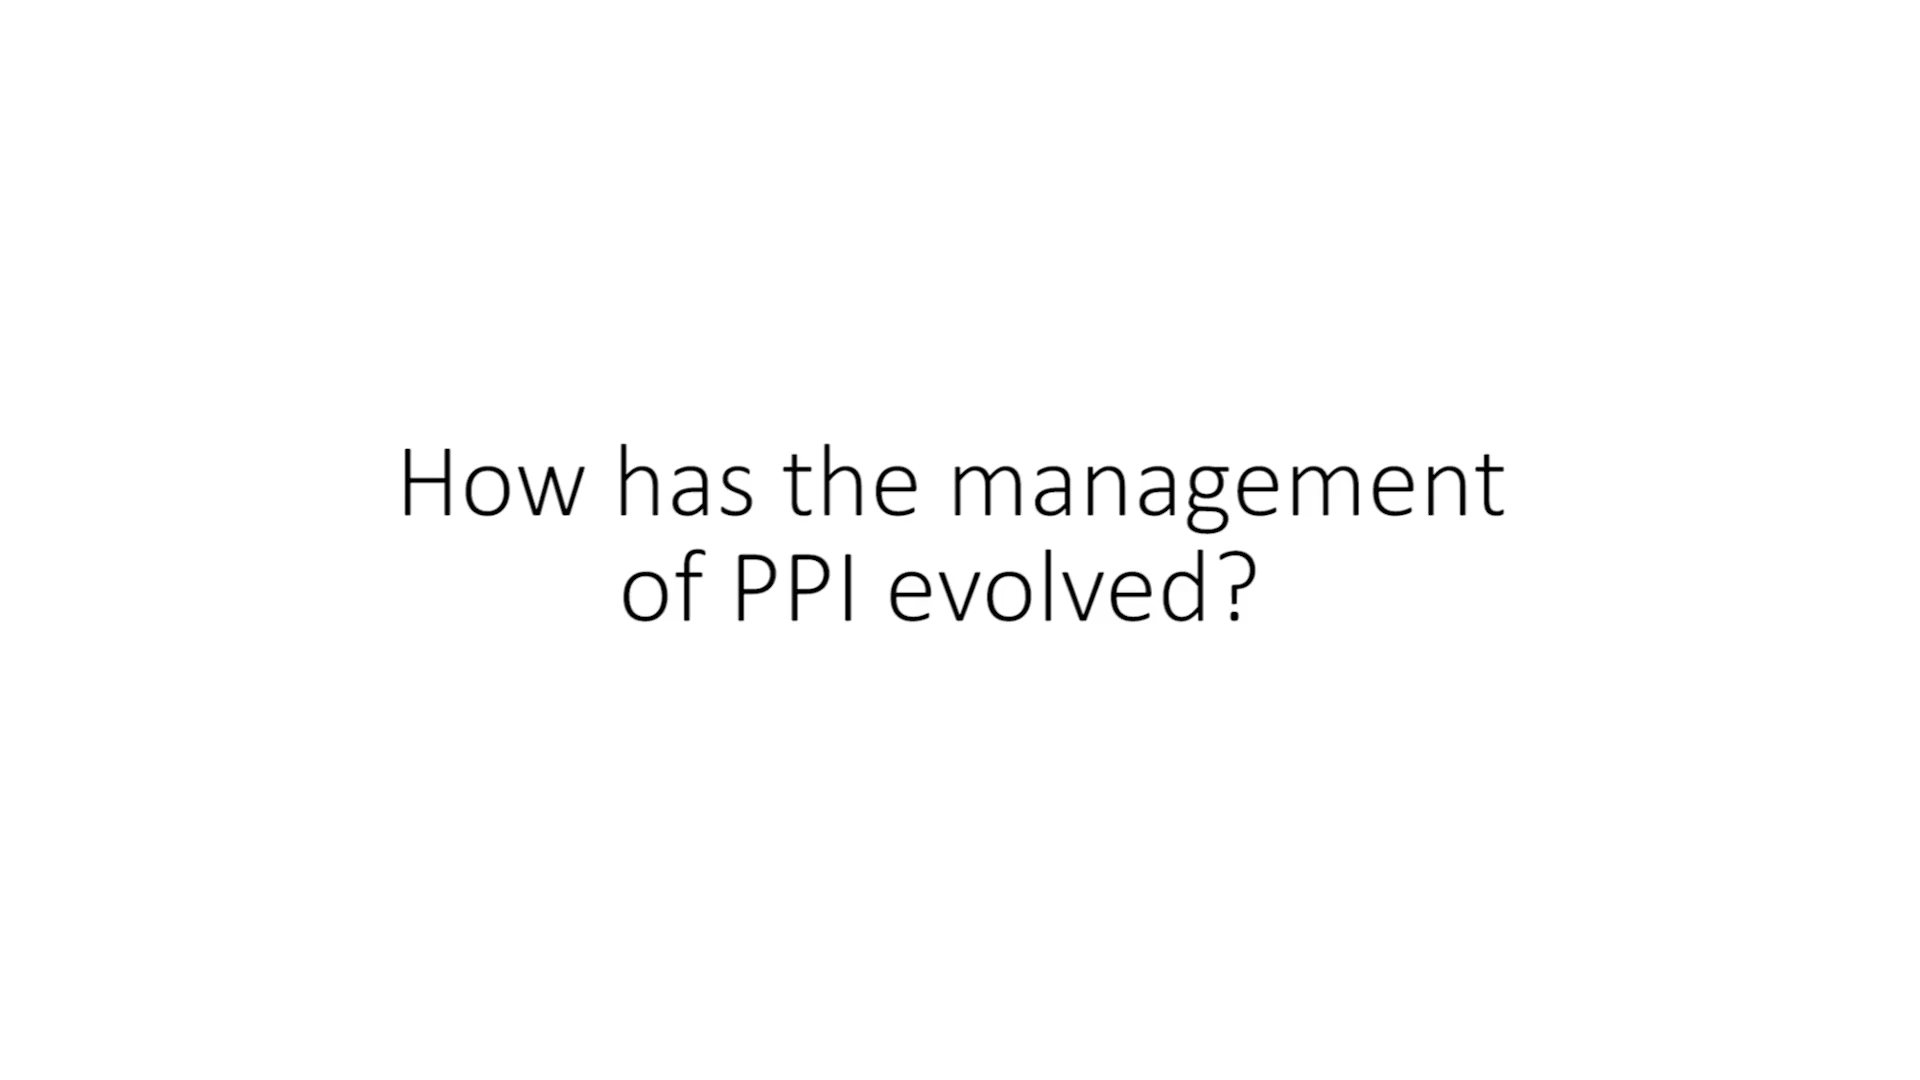 How has the management
of PPI evolved?